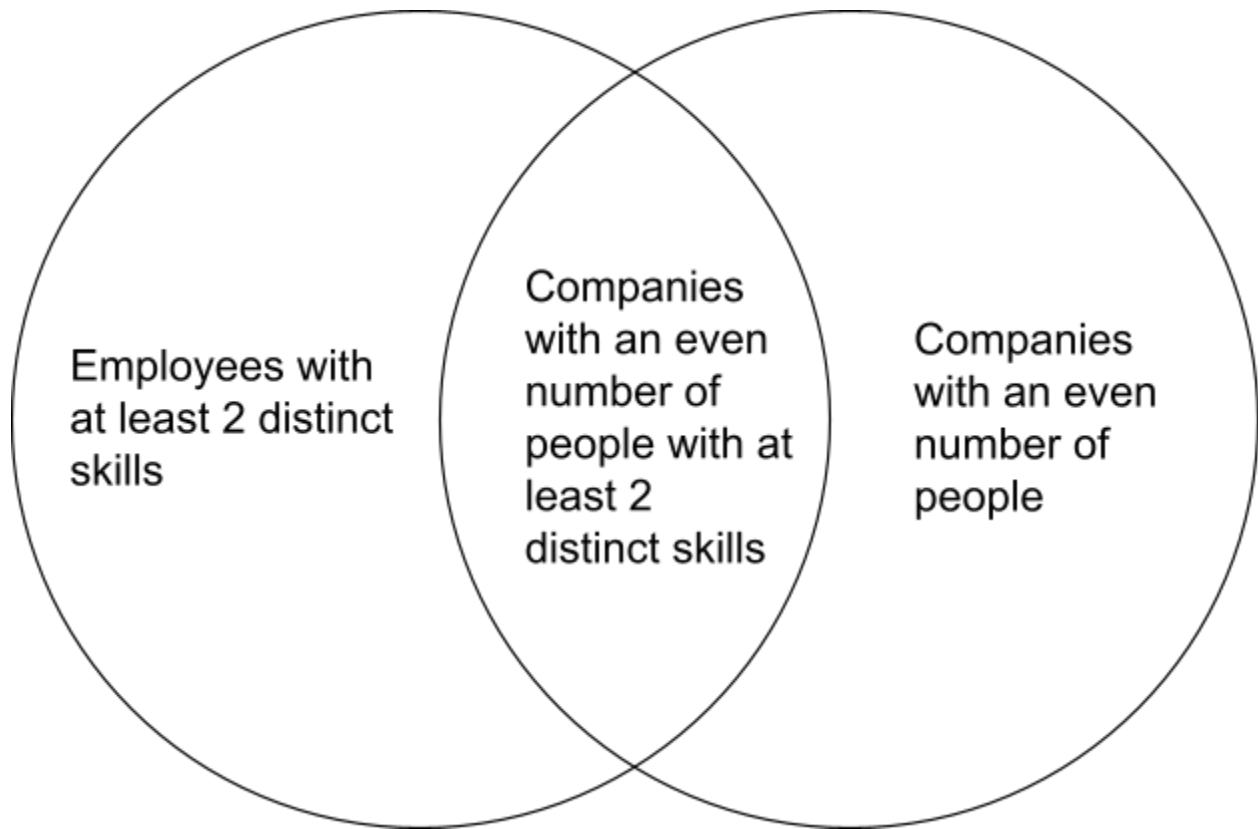 Employees with
at least 2 distinct
skills
Companies
with an even
number of
people with at
least 2
distinct skills
Companies
with an even
number of
people